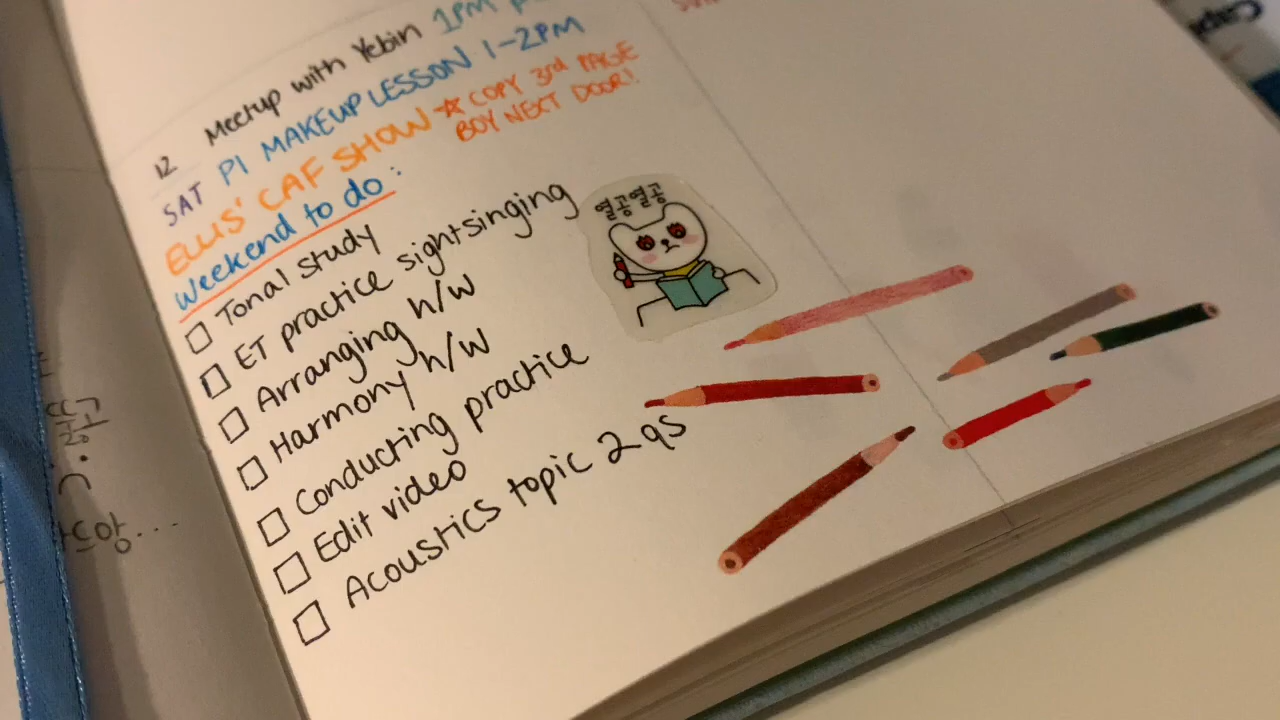 12 Meetup with Yebin 1PM
SAT PI MAKEUP LESSON 1-2PM
ELLIS' CAF SHOW ☆ COPY 3rd PAGE
BOY NEXT DOOR!
Weekend to do:
Tonal study
ET practice sightsinging
Arranging h/w
Harmony h/w
Conducting practice
Edit video
Acoustics topic 2 qs
열공열공